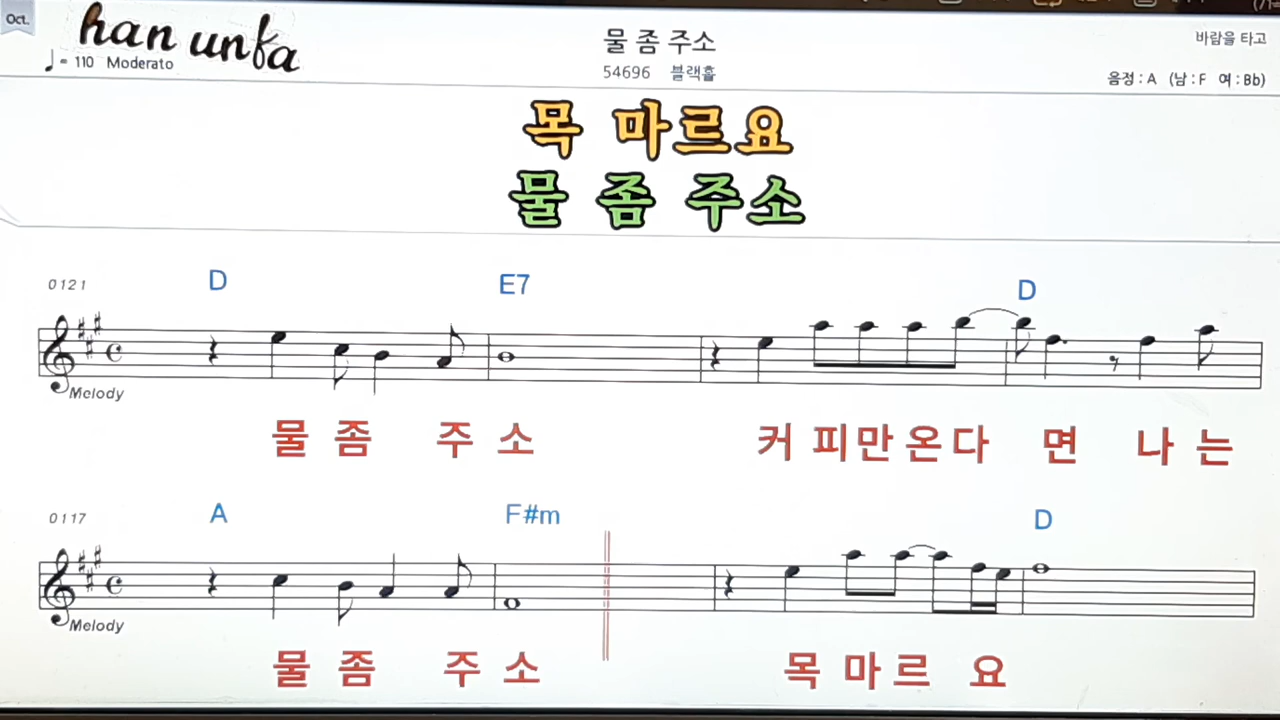 Oct.
han unka
= 110 Moderato
물 좀 주소
54696 블랙홀
바람을 타고
음정 : A (남 : F 여 : Bb)
목 마르요
물 좀 주소
0121
D E7 D
Melody
물 좀 주 소 커 피만 온 다 면 나 는
0117
A F#m D
Melody
물 좀 주 소 목 마 르 요